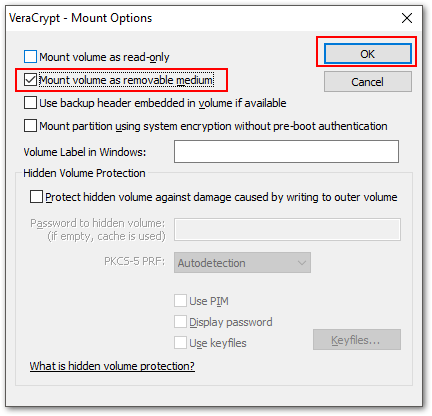 VeraCrypt - Mount Options
Mount volume as read-only
OK
Mount volume as removable medium
Cancel
Use backup header embedded in volume if available
Mount partition using system encryption without pre-boot authentication
Volume Label in Windows:
Hidden Volume Protection
Protect hidden volume against damage caused by writing to outer volume
Password to hidden volume:
(if empty, cache is used)
PKCS-5 PRF:
Autodetection
Use PIM
Display password
Use keyfiles
Keyfiles...
What is hidden volume protection?